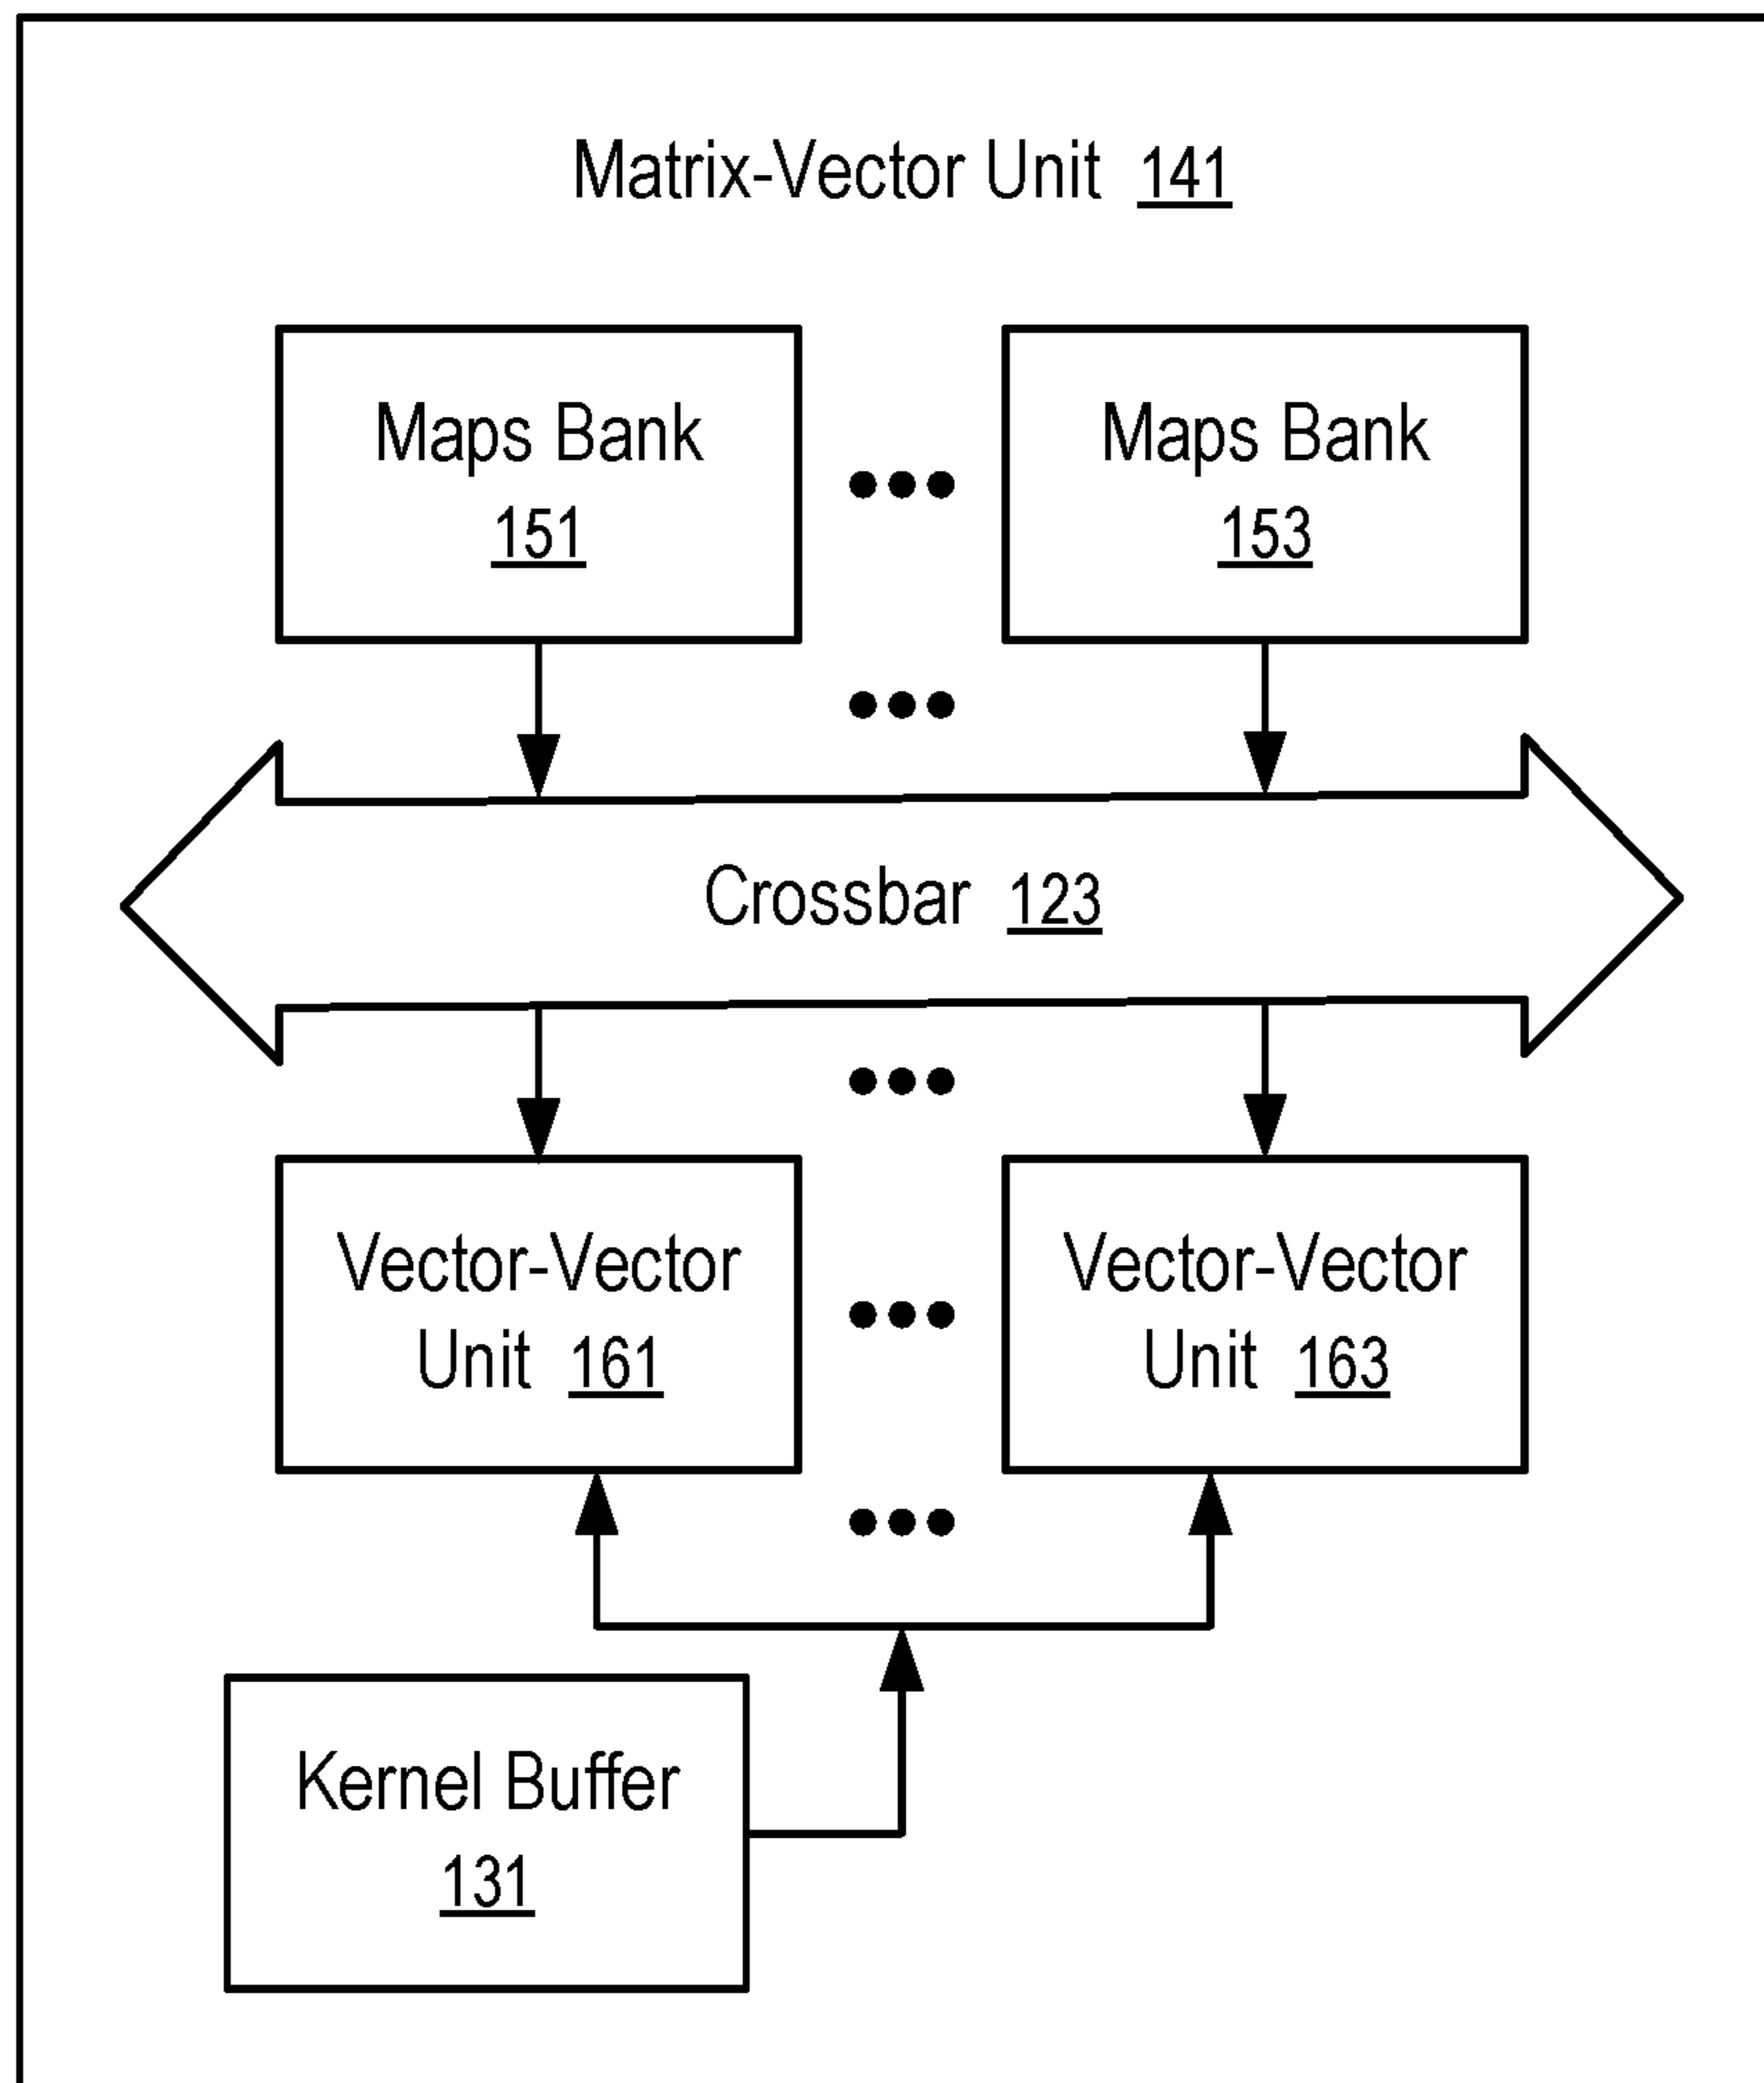 Matrix-Vector Unit 141
Maps Bank
151
Maps Bank
153
Crossbar 123
Vector-Vector
Unit 161
Vector-Vector
Unit 163
Kernel Buffer
131